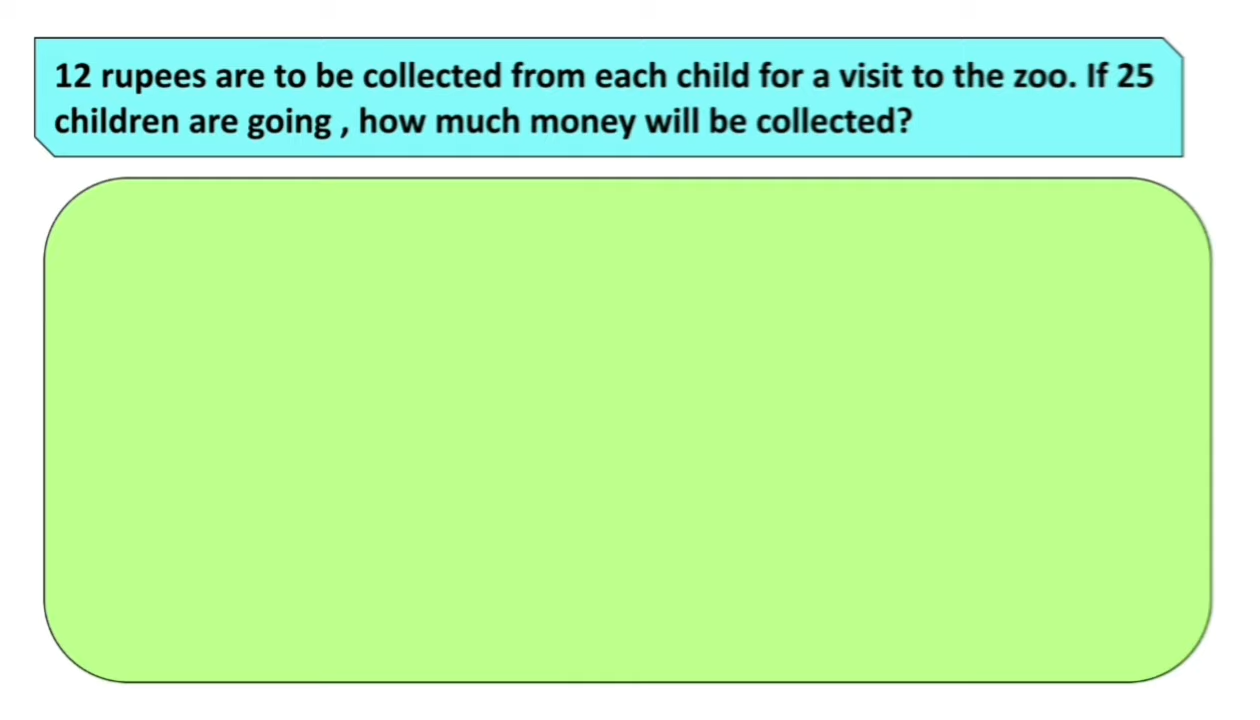 12 rupees are to be collected from each child for a visit to the zoo. If 25
children are going , how much money will be collected?